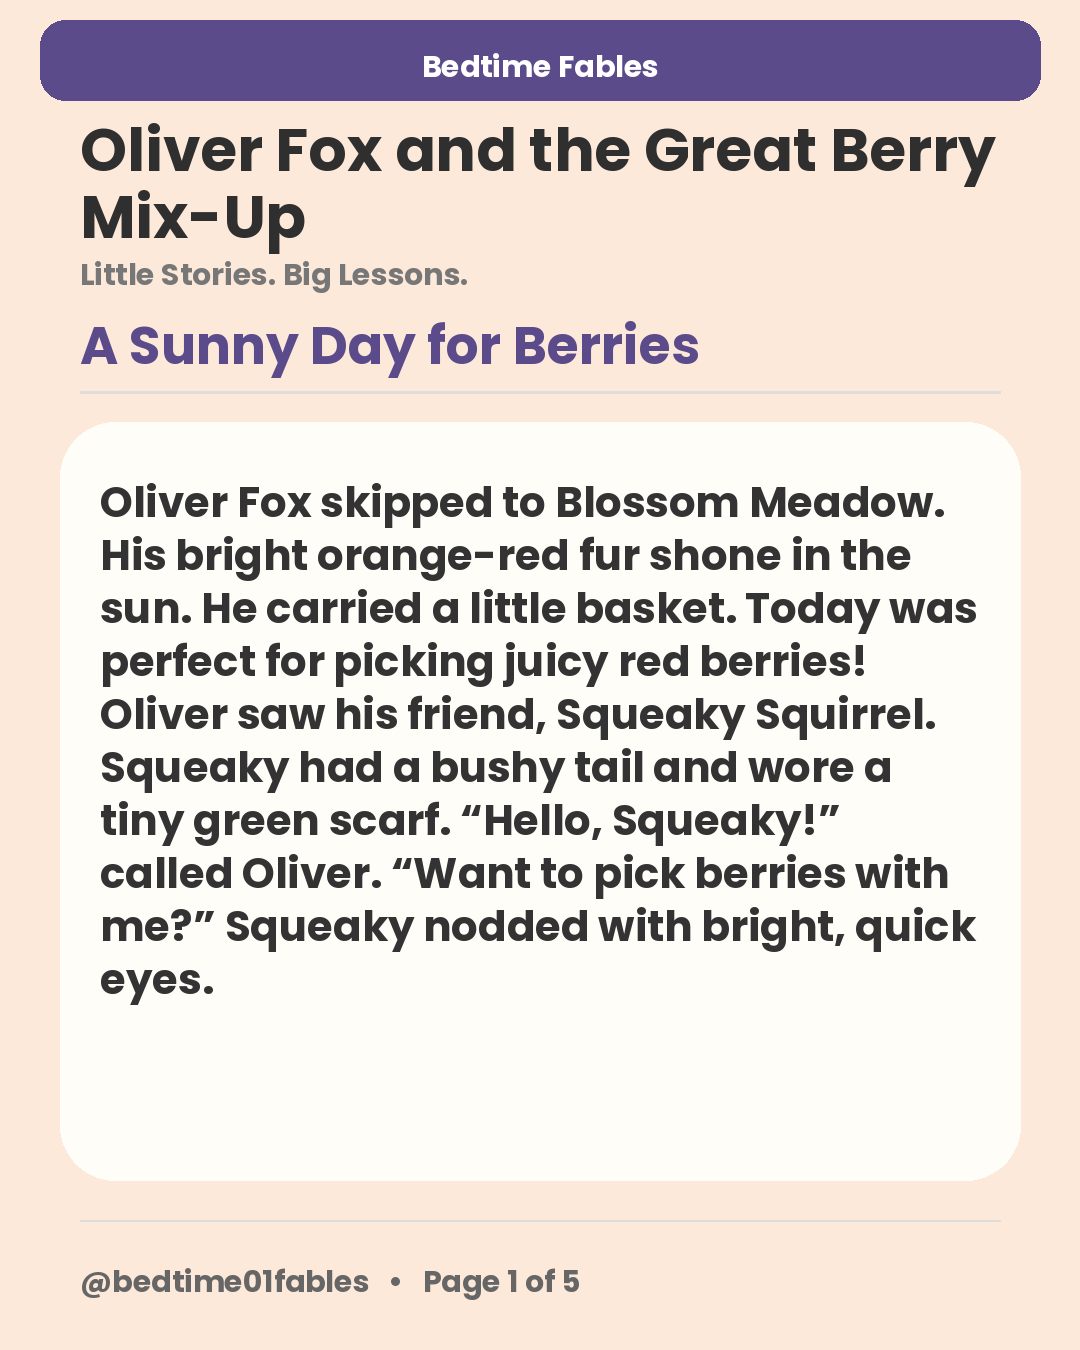 Bedtime Fables
Oliver Fox and the Great Berry
Mix-Up
Little Stories. Big Lessons.
A Sunny Day for Berries
Oliver Fox skipped to Blossom Meadow.
His bright orange-red fur shone in the
sun. He carried a little basket. Today was
perfect for picking juicy red berries!
Oliver saw his friend, Squeaky Squirrel.
Squeaky had a bushy tail and wore a
tiny green scarf. “Hello, Squeaky!”
called Oliver. “Want to pick berries with
me?” Squeaky nodded with bright, quick
eyes.
@bedtime01fables • Page 1 of 5